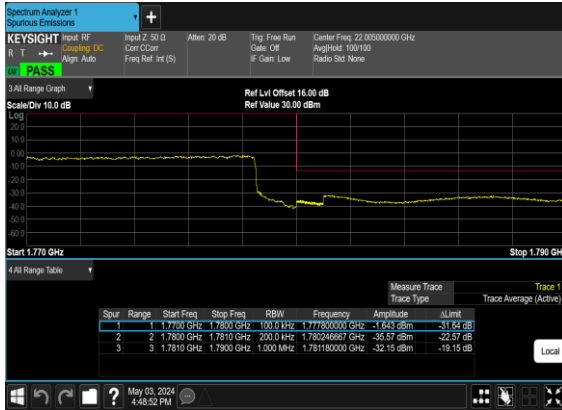 Spectrum Analyzer 1
Spurious Emissions
+
KEYSIGHT Input: RF Input Z: 50 Ω Atten: 20 dB Trig: Free Run Center Freq: 22.005000000 GHz
R T Coupling: DC Corr CCorr Gate: Off Avg|Hold: 100/100
Align: Auto Freq Ref: Int (S) IF Gain: Low Radio Std: None
PASS
3 All Range Graph
Scale/Div 10.0 dB Ref Lvl Offset 16.00 dB
Ref Value 30.00 dBm
Log
20.0
10.0
0.00
-10.0
-20.0
-30.0
-40.0
-50.0
-60.0
Start 1.770 GHz Stop 1.790 GH
4 All Range Table
Measure Trace Trace 1
Trace Type Trace Average (Active)
Spur Range Start Freq Stop Freq RBW Frequency Amplitude ΔLimit
1 1 1.7700 GHz 1.7800 GHz 100.0 kHz 1.777800000 GHz -1.643 dBm -31.64 dB
2 2 1.7800 GHz 1.7810 GHz 200.0 kHz 1.780246667 GHz -35.57 dBm -22.57 dB
3 3 1.7810 GHz 1.7900 GHz 1.000 MHz 1.781180000 GHz -32.15 dBm -19.15 dB
Local
? May 03, 2024
4:48:52 PM